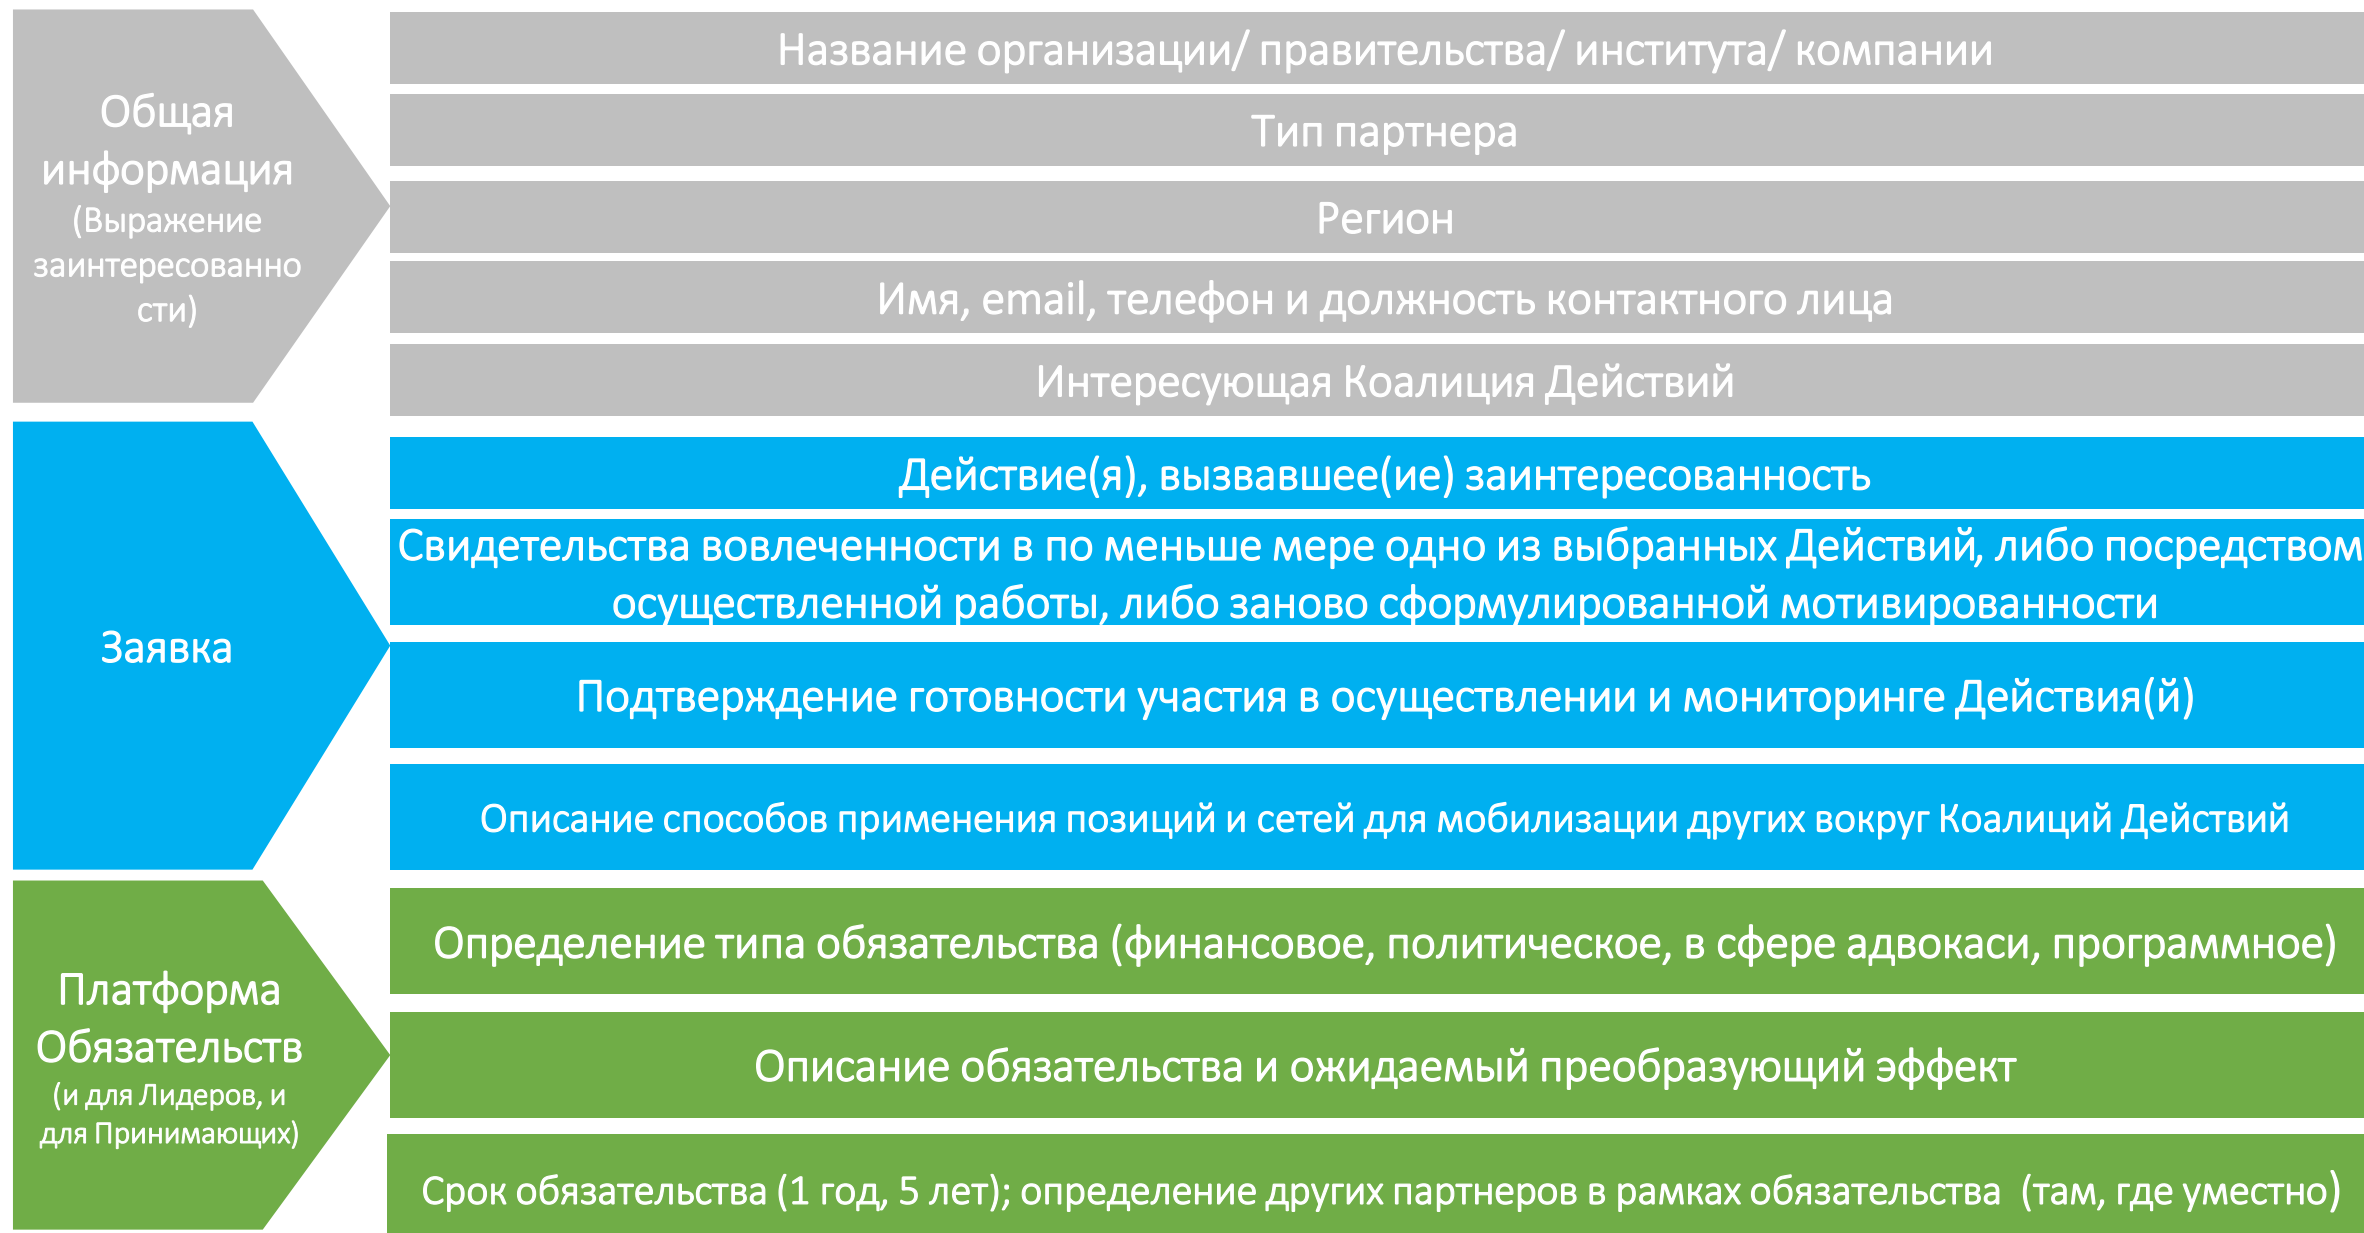 Общая
информация
(Выражение
заинтересованно
сти)
Название организации/ правительства/ института/ компании
Тип партнера
Регион
Имя, email, телефон и должность контактного лица
Интересующая Коалиция Действий
Заявка
Действие(я), вызвавшее(ие) заинтересованность
Свидетельства вовлеченности в по меньше мере одно из выбранных Действий, либо посредством
осуществленной работы, либо заново сформулированной мотивированности
Подтверждение готовности участия в осуществлении и мониторинге Действия(й)
Описание способов применения позиций и сетей для мобилизации других вокруг Коалиций Действий
Платформа
Обязательств
(и для Лидеров, и
для Принимающих)
Определение типа обязательства (финансовое, политическое, в сфере адвокаси, программное)
Описание обязательства и ожидаемый преобразующий эффект
Срок обязательства (1 год, 5 лет); определение других партнеров в рамках обязательства  (там, где уместно)